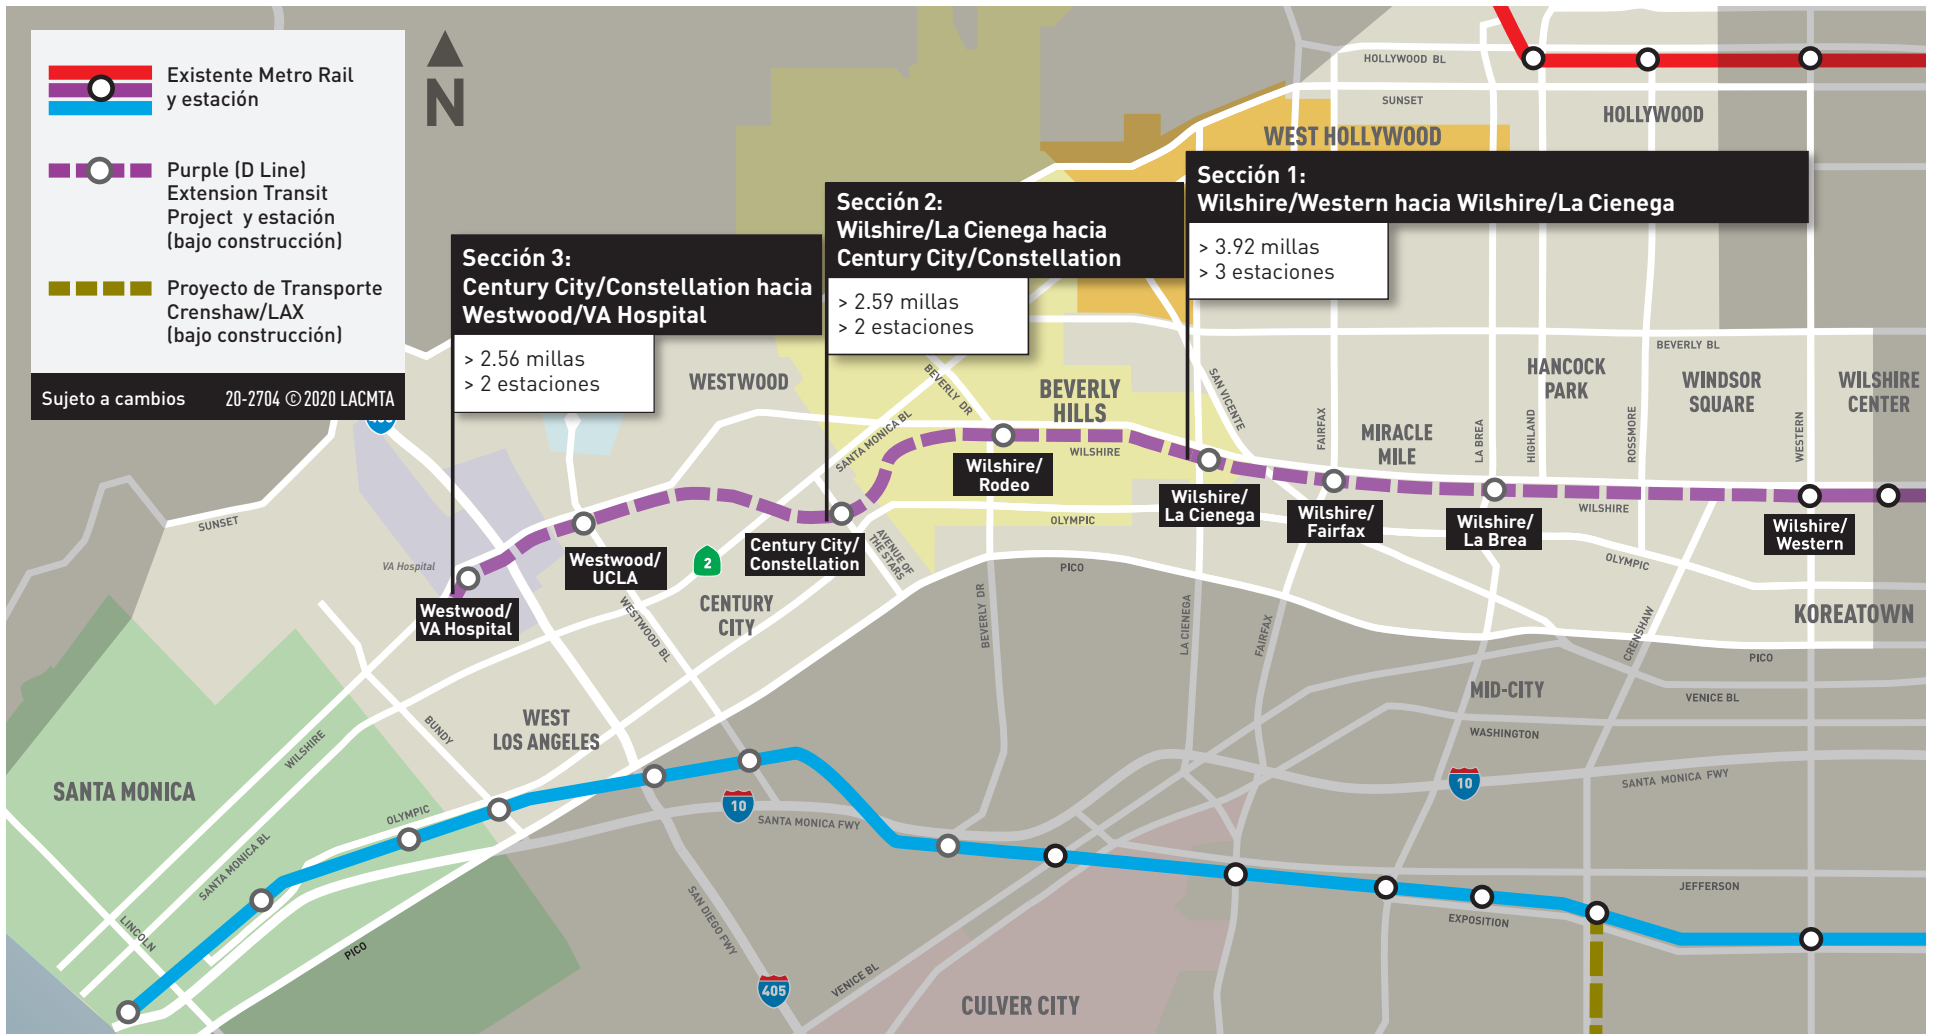 Existente Metro Rail
y estación
Purple (D Line)
Extension Transit
Project y estación
(bajo construcción)
Proyecto de Transporte
Crenshaw/LAX
(bajo construcción)
Sujeto a cambios 20-2704 © 2020 LACMTA
N
Sección 3:
Century City/Constellation hacia
Westwood/VA Hospital
> 2.56 millas
> 2 estaciones
Sección 2:
Wilshire/La Cienega hacia
Century City/Constellation
> 2.59 millas
> 2 estaciones
Sección 1:
Wilshire/Western hacia Wilshire/La Cienega
> 3.92 millas
> 3 estaciones
HOLLYWOOD BL
SUNSET
HOLLYWOOD
WEST HOLLYWOOD
BEVERLY BL
WESTWOOD
BEVERLY DR
SANTA MONICA BL
BEVERLY
HILLS
SAN VICENTE
FAIRFAX
MIRACLE
MILE
LA BREA
HIGHLAND
HANCOCK
PARK
ROSSMORE
WINDSOR
SQUARE
WESTERN
WILSHIRE
CENTER
WILSHIRE
WILSHIRE
Wilshire/
Rodeo
Wilshire/
La Cienega
Wilshire/
Fairfax
Wilshire/
La Brea
Wilshire/
Western
Century City/
Constellation
Westwood/
UCLA
Westwood/
VA Hospital
VA Hospital
SUNSET
2
AVENUE OF
THE STARS
OLYMPIC
OLYMPIC
PICO
CENTURY
CITY
WESTWOOD BL
BEVERLY DR
LA CIENEGA
FAIRFAX
CRENSHAW
KOREATOWN
PICO
VENICE BL
MID-CITY
WASHINGTON
SANTA MONICA FWY
10
WEST
LOS ANGELES
BUNDY
WILSHIRE
SANTA MONICA
OLYMPIC
SANTA MONICA BL
LINCOLN
PICO
10
SANTA MONICA FWY
SAN DIEGO FWY
405
VENICE BL
CULVER CITY
JEFFERSON
EXPOSITION